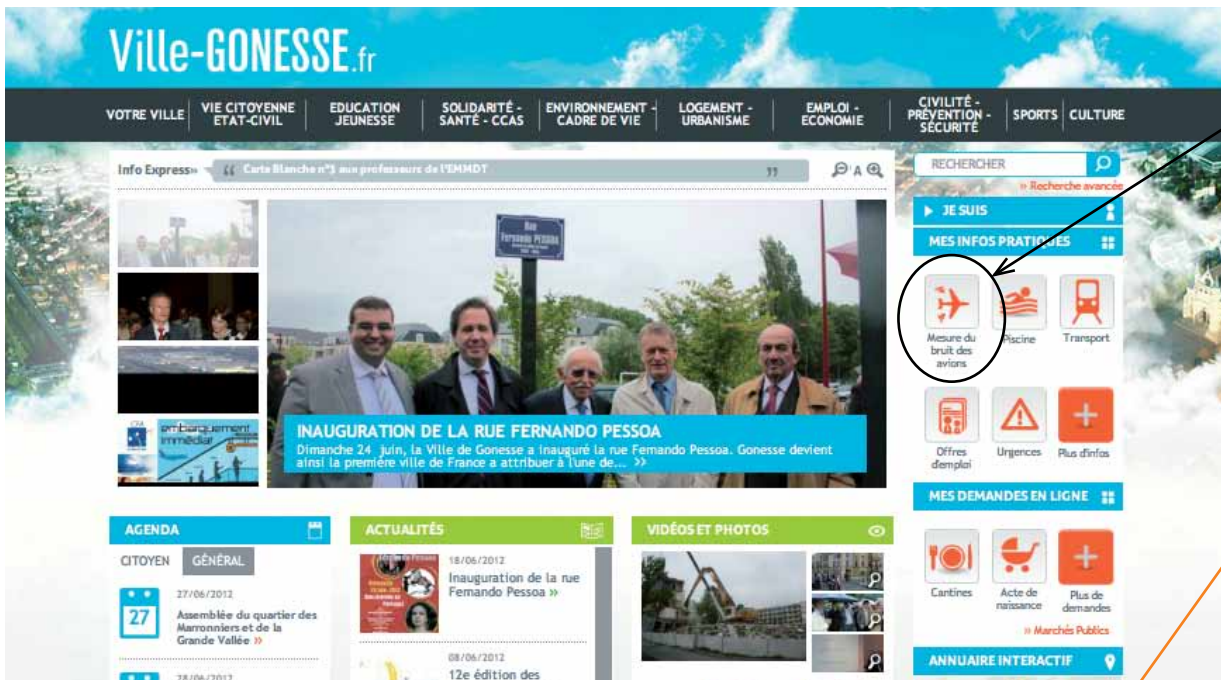 Ville-GONESSE.fr
VOTRE VILLE
VIE CITOYENNE
ETAT-CIVIL
EDUCATION
JEUNESSE
SOLIDARITÉ -
SANTÉ - CCAS
ENVIRONNEMENT -
CADRE DE VIE
LOGEMENT -
URBANISME
EMPLOI -
ECONOMIE
CIVILITÉ -
PRÉVENTION -
SÉCURITÉ
SPORTS
CULTURE
Info Express»
“ Carte Blanche n°3 aux professeurs de l'EMMDT ”
A
RECHERCHER
» Recherche avancée
JE SUIS
MES INFOS PRATIQUES
Mesure du
bruit des
avions
Piscine
Transport
Offres
d'emploi
Urgences
Plus d'infos
Rue
Fernando PESSOA
embarquement
immédiat
INAUGURATION DE LA RUE FERNANDO PESSOA
Dimanche 24 juin, la Ville de Gonesse a inauguré la rue Fernando Pessoa. Gonesse devient
ainsi la première ville de France a attribuer à l'une de... »
MES DEMANDES EN LIGNE
Cantines
Acte de
naissance
Plus de
demandes
» Marchés Publics
ANNUAIRE INTERACTIF
AGENDA
CITOYEN
GÉNÉRAL
27
27/06/2012
Assemblée du quartier des
Marronniers et de la
Grande Vallée »
28/06/2012
ACTUALITÉS
18/06/2012
Inauguration de la rue
Fernando Pessoa »
08/06/2012
12e édition des
VIDÉOS ET PHOTOS